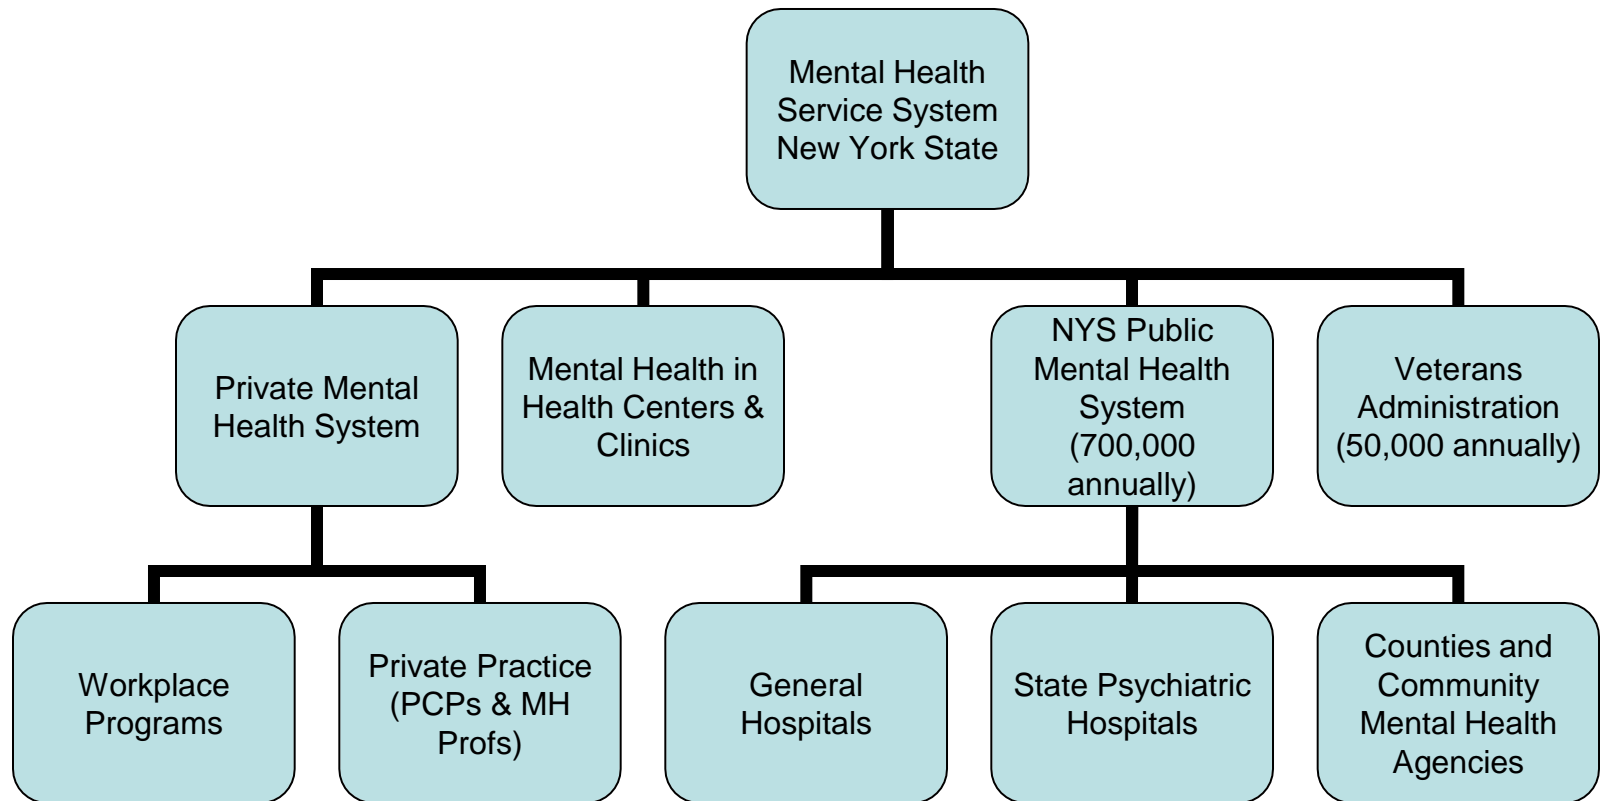 Mental Health
Service System
New York State
Private Mental
Health System
Mental Health in
Health Centers &
Clinics
NYS Public
Mental Health
System
(700,000
annually)
Veterans
Administration
(50,000 annually)
Workplace
Programs
Private Practice
(PCPs & MH
Profs)
General
Hospitals
State Psychiatric
Hospitals
Counties and
Community
Mental Health
Agencies